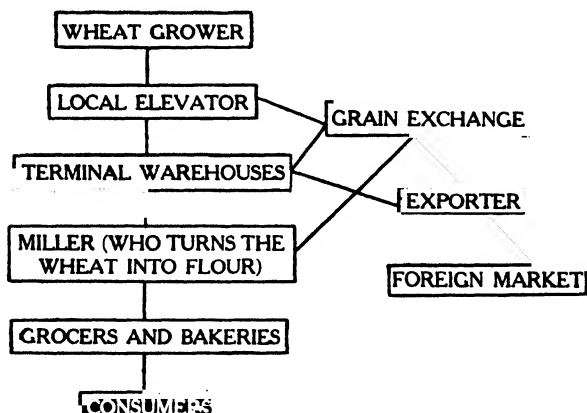 WHEAT GROWER
LOCAL ELEVATOR
GRAIN EXCHANGE
TERMINAL WAREHOUSES
EXPORTER
MILLER (WHO TURNS THE
WHEAT INTO FLOUR)
FOREIGN MARKET
GROCERS AND BAKERIES
CONSUMERS